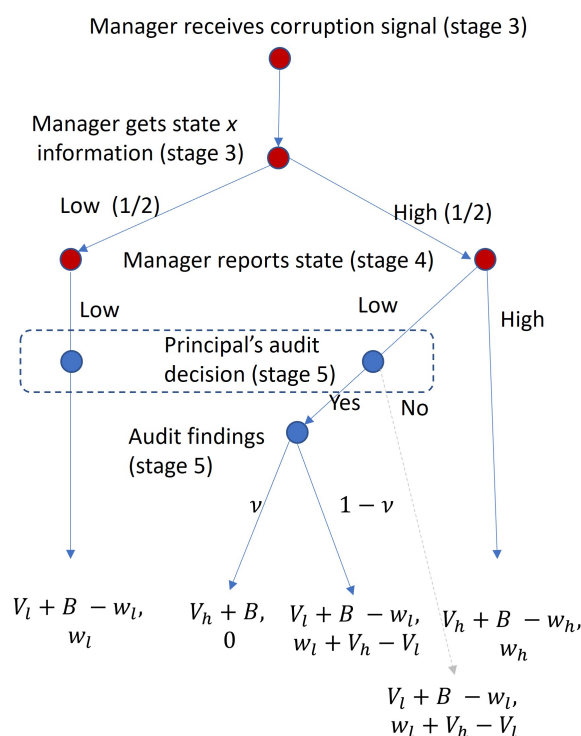 Manager receives corruption signal (stage 3)
Manager gets state x
information (stage 3)
Low (1/2)
High (1/2)
Manager reports state (stage 4)
Low
Low
High
Principal's audit
decision (stage 5)
Yes
No
Audit findings
(stage 5)
ν
1 − ν
V_l + B − w_l,
w_l
V_h + B,
0
V_l + B − w_l,
w_l + V_h − V_l
V_h + B − w_h,
w_h
V_l + B − w_l,
w_l + V_h − V_l